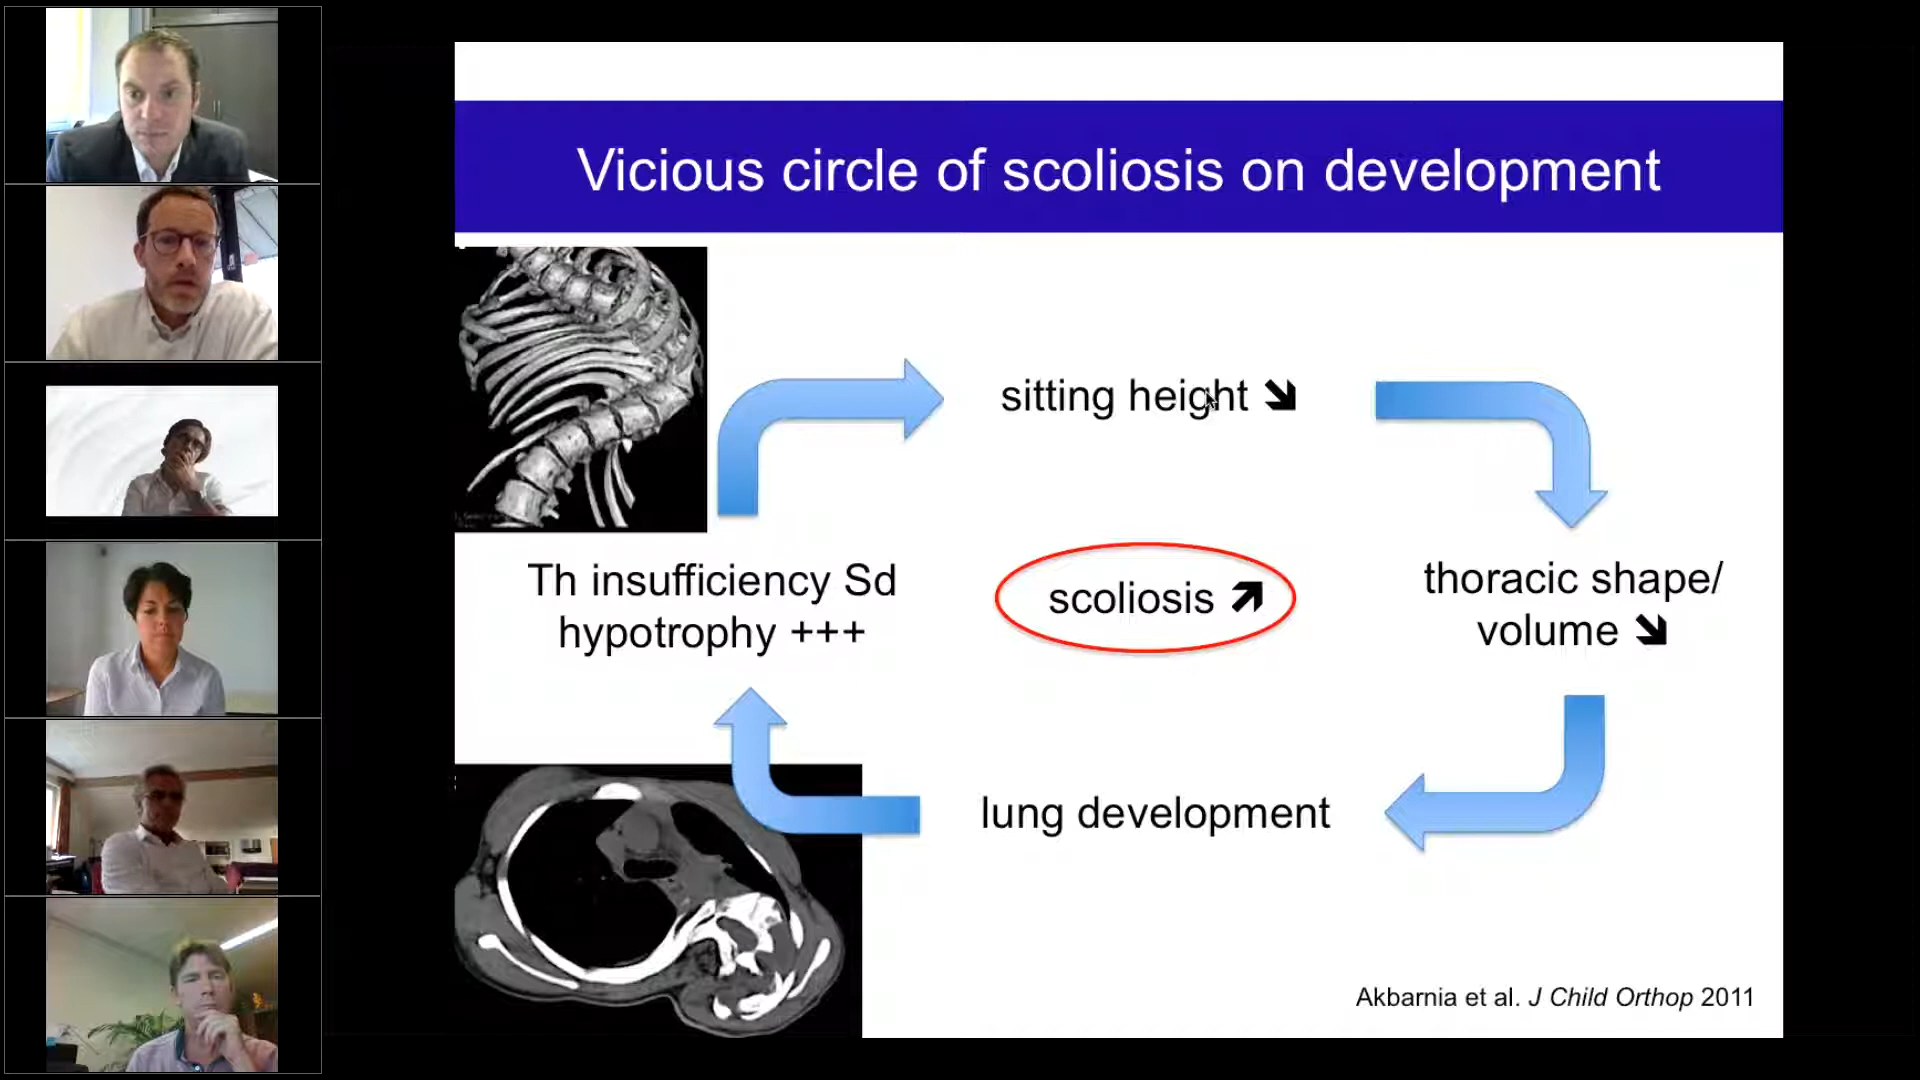 Vicious circle of scoliosis on development
sitting height ⬊
Th insufficiency Sd
hypotrophy +++
scoliosis ⬈
thoracic shape/
volume ⬊
lung development
Akbarnia et al. J Child Orthop 2011